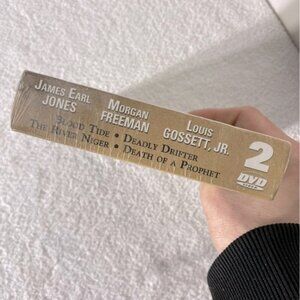 JAMES EARL JONES
MORGAN FREEMAN
LOUIS GOSSETT, JR.
BLOOD TIDE • DEADLY DRIFTER
THE RIVER NIGER • DEATH OF A PROPHET
2
DVD